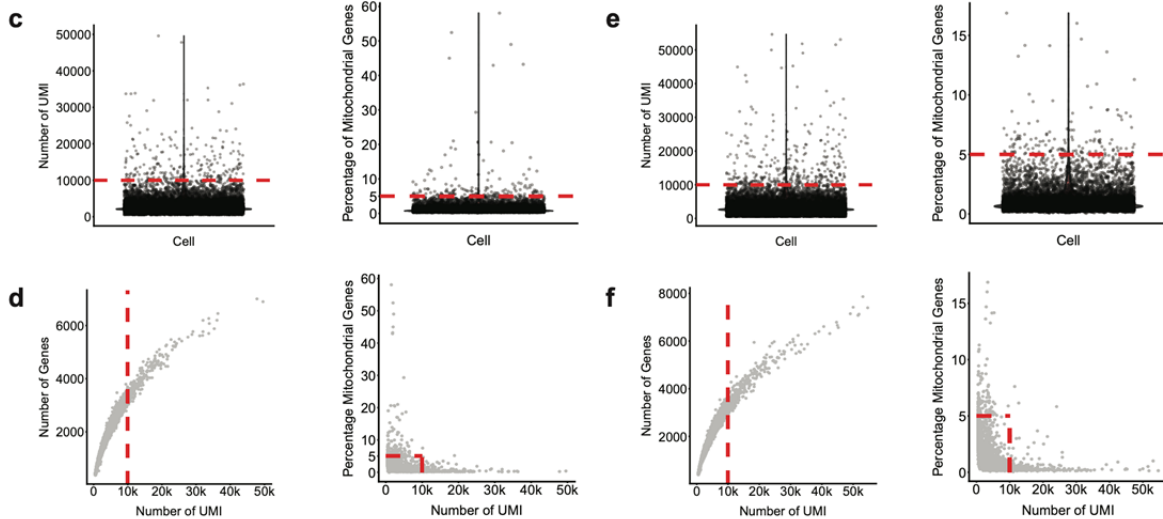 c
Number of UMI
50000
40000
30000
20000
10000
0
Cell
Percentage of Mitochondrial Genes
60
50
40
30
20
10
5
0
Cell
e
Number of UMI
50000
40000
30000
20000
10000
0
Cell
Percentage of Mitochondrial Genes
15
10
5
0
Cell
d
Number of Genes
6000
4000
2000
0 10k 20k 30k 40k 50k
Number of UMI
Percentage Mitochondrial Genes
60
50
40
30
20
10
5
0
0 10k 20k 30k 40k 50k
Number of UMI
f
Number of Genes
8000
6000
4000
2000
0 10k 20k 30k 40k 50k
Number of UMI
Percentage Mitochondrial Genes
15
10
5
0
0 10k 20k 30k 40k 50k
Number of UMI